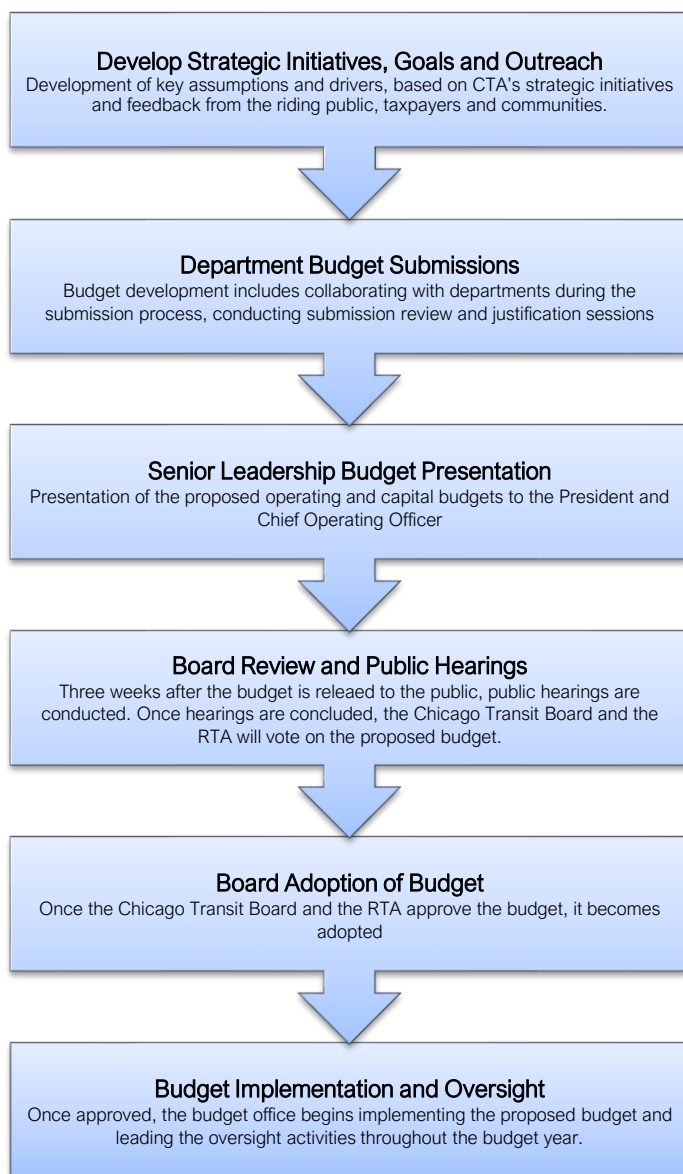 Develop Strategic Initiatives, Goals and Outreach
Development of key assumptions and drivers, based on CTA's strategic initiatives
and feedback from the riding public, taxpayers and communities.
Department Budget Submissions
Budget development includes collaborating with departments during the
submission process, conducting submission review and justification sessions
Senior Leadership Budget Presentation
Presentation of the proposed operating and capital budgets to the President and
Chief Operating Officer
Board Review and Public Hearings
Three weeks after the budget is releaed to the public, public hearings are
conducted. Once hearings are concluded, the Chicago Transit Board and the
RTA will vote on the proposed budget.
Board Adoption of Budget
Once the Chicago Transit Board and the RTA approve the budget, it becomes
adopted
Budget Implementation and Oversight
Once approved, the budget office begins implementing the proposed budget and
leading the oversight activities throughout the budget year.